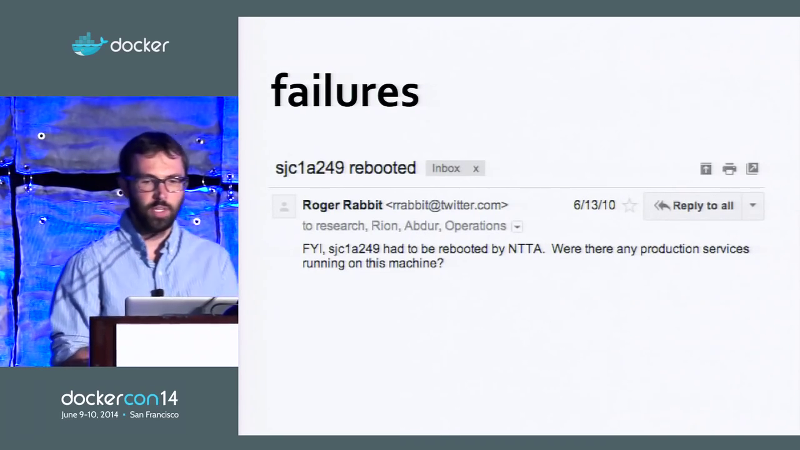 docker
failures
sjc1a249 rebooted Inbox x
Roger Rabbit <rrabbit@twitter.com> 6/13/10 Reply to all
to research, Rion, Abdur, Operations
FYI, sjc1a249 had to be rebooted by NTTA. Were there any production services
running on this machine?
dockercon14
June 9-10, 2014 • San Francisco